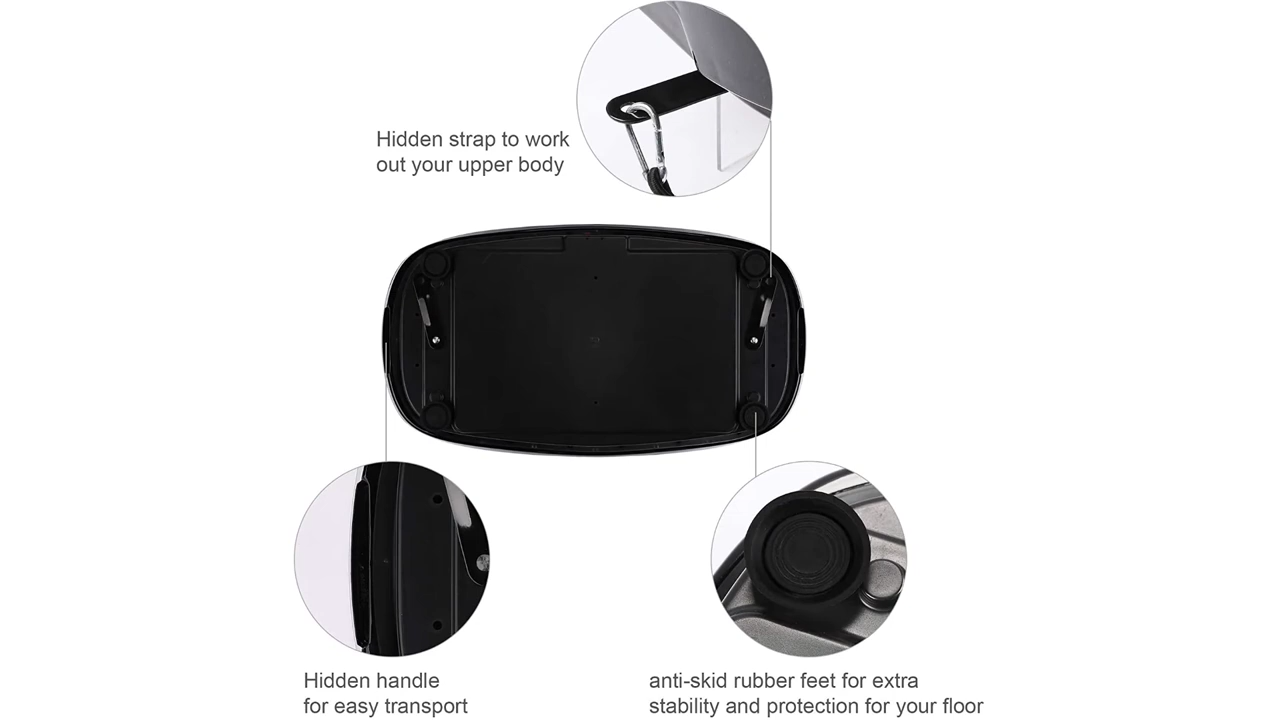 Hidden strap to work
out your upper body
Hidden handle
for easy transport
anti-skid rubber feet for extra
stability and protection for your floor